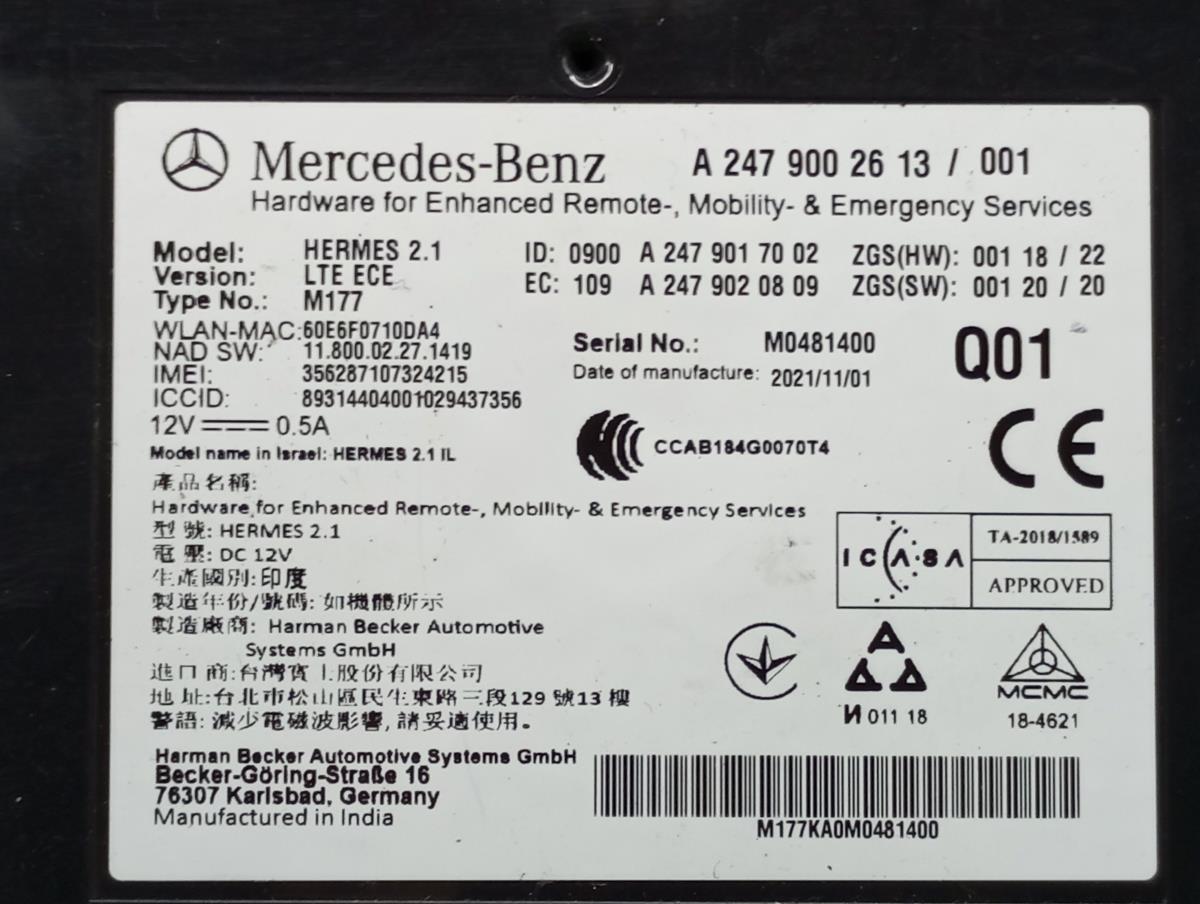 Mercedes-Benz A 247 900 2613 / 001
Hardware for Enhanced Remote-, Mobility- & Emergency Services
Model: HERMES 2.1 ID: 0900 A 247 901 7002 ZGS(HW): 001 18 / 22
Version: LTE ECE EC: 109 A 247 902 0809 ZGS(SW): 001 20 / 20
Type No.: M177
WLAN-MAC:60E6F0710DA4
NAD SW: 11.800.02.27.1419
IMEI: 356287107324215
ICCID: 89314404001029437356
Serial No.: M0481400
Date of manufacture: 2021/11/01
Q01
12V 0.5A
Model name in Israel: HERMES 2.1 IL
CCAB184G0070T4
CE
產品名稱:
Hardware for Enhanced Remote-, Mobility- & Emergency Services
型 號: HERMES 2.1
電 壓: DC 12V
生產國別:印度
製造年份/號碼: 如機體所示
製造廠商: Harman Becker Automotive
Systems GmbH
進口 商:台灣賓士股份有限公司
地 址:台北市松山區民生東路三段129 號13 樓
警語: 減少電磁波影響, 請妥適使用。
ICASA TA-2018/1589
APPROVED
И 011 18
MCMC
18-4621
Harman Becker Automotive Systems GmbH
Becker-Göring-Straße 16
76307 Karlsbad, Germany
Manufactured in India
M177KA0M0481400